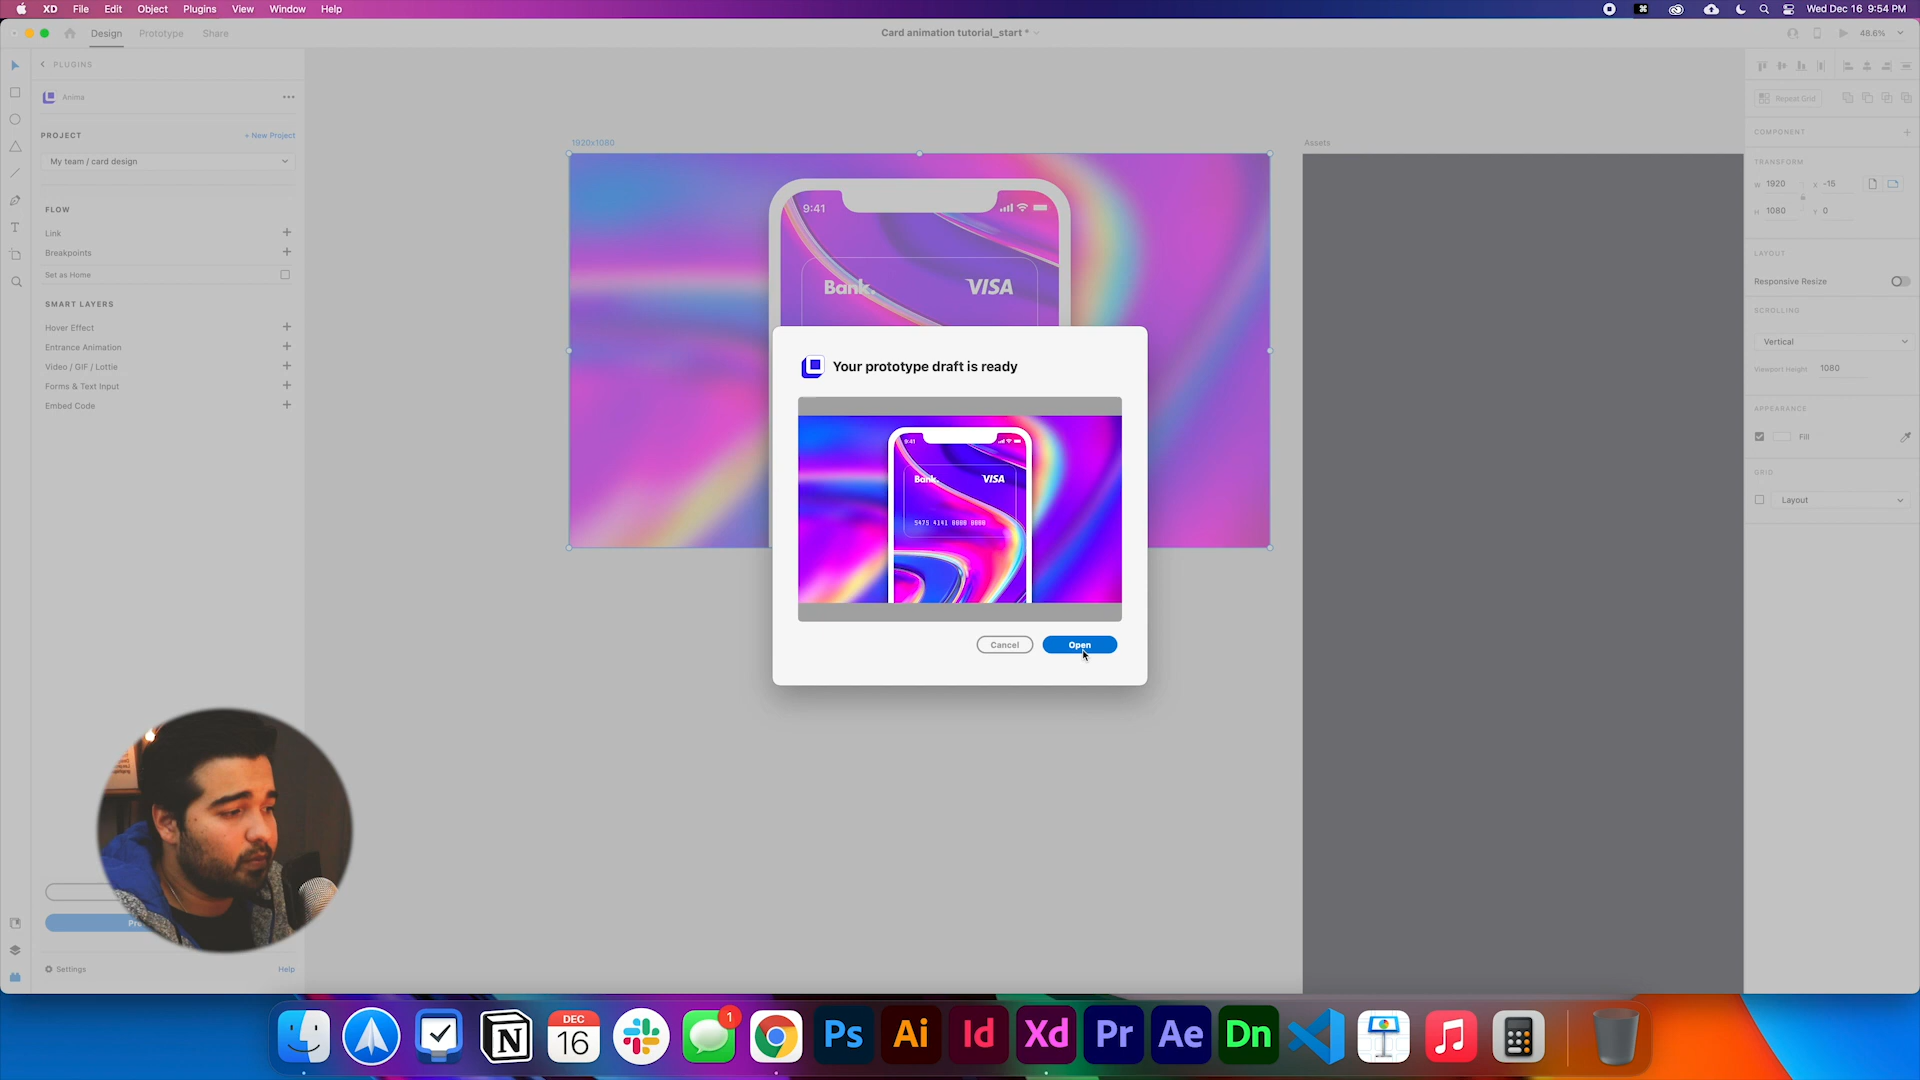 XD File Edit Object Plugins View Window Help
Wed Dec 16 9:54 PM
Design Prototype Share
Card animation tutorial_start *
48.6%
PLUGINS
Anima
PROJECT
+ New Project
My team / card design
FLOW
Link
Breakpoints
Set as Home
SMART LAYERS
Hover Effect
Entrance Animation
Video / GIF / Lottie
Forms & Text Input
Embed Code
Settings
Help
1920x1080
9:41
Bank.
VISA
Assets
Your prototype draft is ready
9:41
Bank.
VISA
5475 4141 0000 0000
Cancel
Open
Repeat Grid
COMPONENT
TRANSFORM
W 1920 X -15
H 1080 Y 0
LAYOUT
Responsive Resize
SCROLLING
Vertical
Viewport Height 1080
APPEARANCE
Fill
GRID
Layout
DEC
16
1
Ps
Ai
Id
Xd
Pr
Ae
Dn